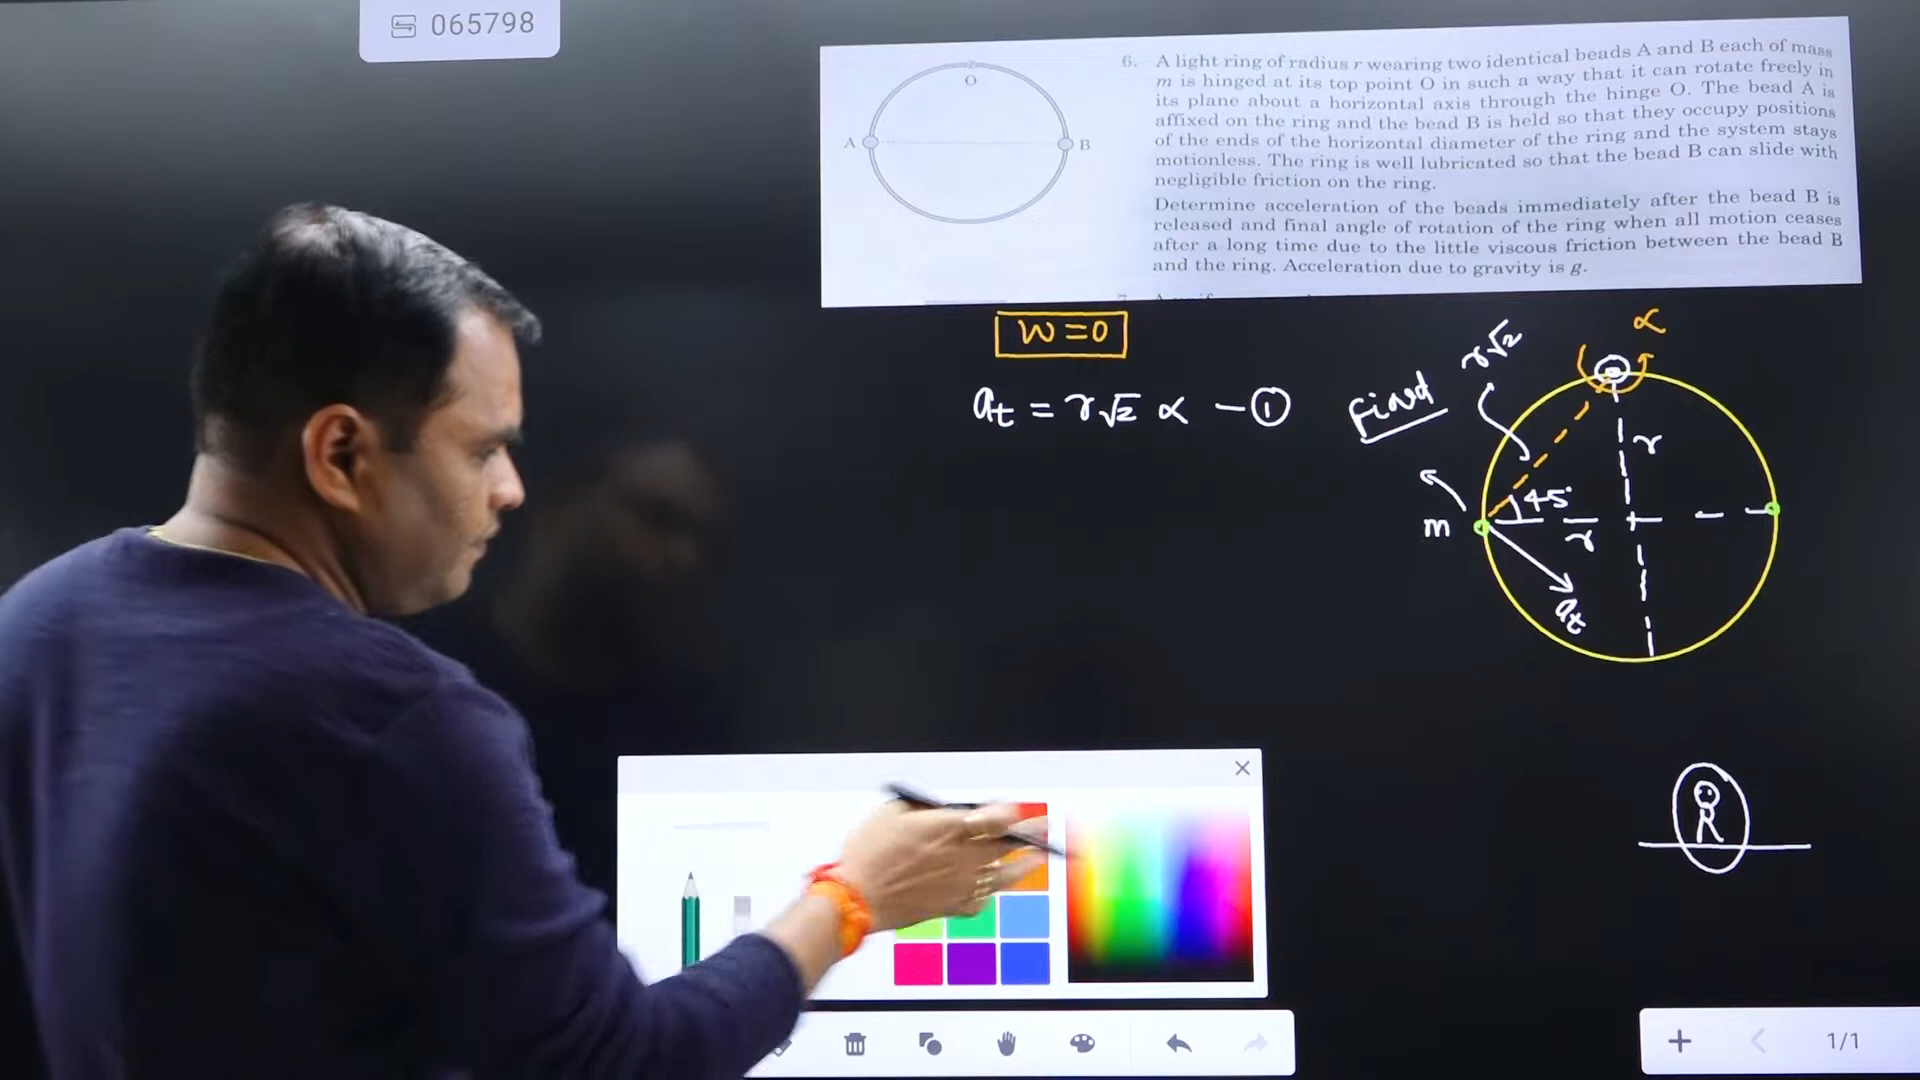 065798
O
A
B
6. A light ring of radius r wearing two identical beads A and B each of mass
m is hinged at its top point O in such a way that it can rotate freely in
its plane about a horizontal axis through the hinge O. The bead A is
affixed on the ring and the bead B is held so that they occupy positions
of the ends of the horizontal diameter of the ring and the system stays
motionless. The ring is well lubricated so that the bead B can slide with
negligible friction on the ring.
Determine acceleration of the beads immediately after the bead B is
released and final angle of rotation of the ring when all motion ceases
after a long time due to the little viscous friction between the bead B
and the ring. Acceleration due to gravity is g.
w=0
at = r√2 α -①
Find
r√2
α
r
45°
m
r
at
1/1